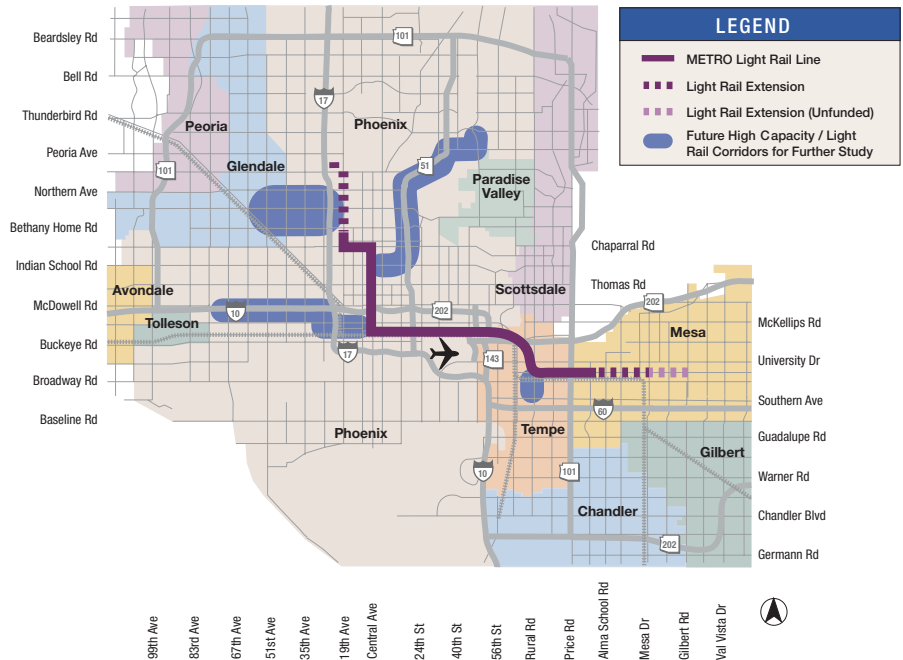 LEGEND
METRO Light Rail Line
Light Rail Extension
Light Rail Extension (Unfunded)
Future High Capacity / Light
Rail Corridors for Further Study
Beardsley Rd
Bell Rd
Thunderbird Rd
Peoria Ave
Northern Ave
Bethany Home Rd
Indian School Rd
McDowell Rd
Buckeye Rd
Broadway Rd
Baseline Rd
101
17
Phoenix
Peoria
101
Glendale
51
Paradise
Valley
Chaparral Rd
Scottsdale
Thomas Rd
Avondale
10
202
202
Tolleson
Mesa
17
143
60
Phoenix
Tempe
Gilbert
10
101
Chandler
202
McKellips Rd
University Dr
Southern Ave
Guadalupe Rd
Warner Rd
Chandler Blvd
Germann Rd
99th Ave
83rd Ave
67th Ave
51st Ave
35th Ave
19th Ave
Central Ave
24th St
40th St
56th St
Rural Rd
Price Rd
Alma School Rd
Mesa Dr
Gilbert Rd
Val Vista Dr